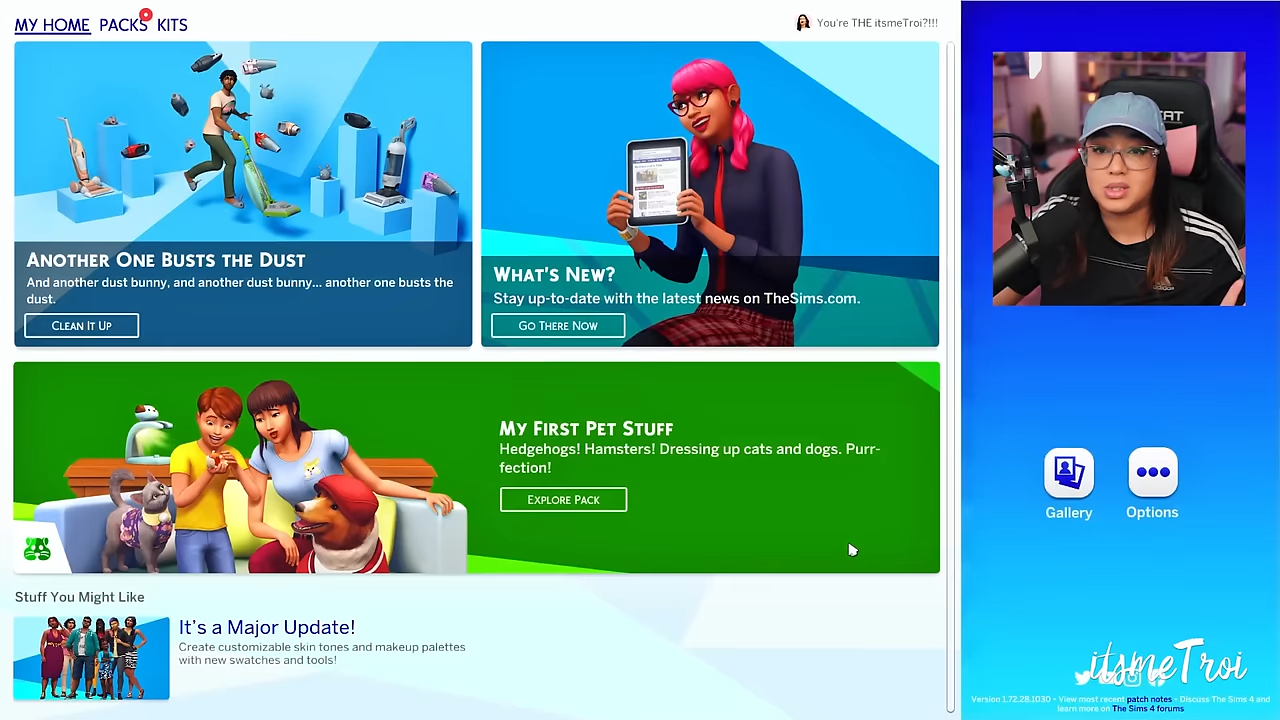 MY HOME PACKS KITS
You're THE itsmeTroi?!!!
ANOTHER ONE BUSTS THE DUST
And another dust bunny, and another dust bunny... another one busts the
dust.
CLEAN IT UP
WHAT'S NEW?
Stay up-to-date with the latest news on TheSims.com.
GO THERE NOW
MY FIRST PET STUFF
Hedgehogs! Hamsters! Dressing up cats and dogs. Purr-
fection!
EXPLORE PACK
Stuff You Might Like
It's a Major Update!
Create customizable skin tones and makeup palettes
with new swatches and tools!
Gallery
Options
itsmeTroi
Version 1.72.28.1030 • View most recent patch notes • Discuss The Sims 4 and
learn more on The Sims 4 forums
adidas